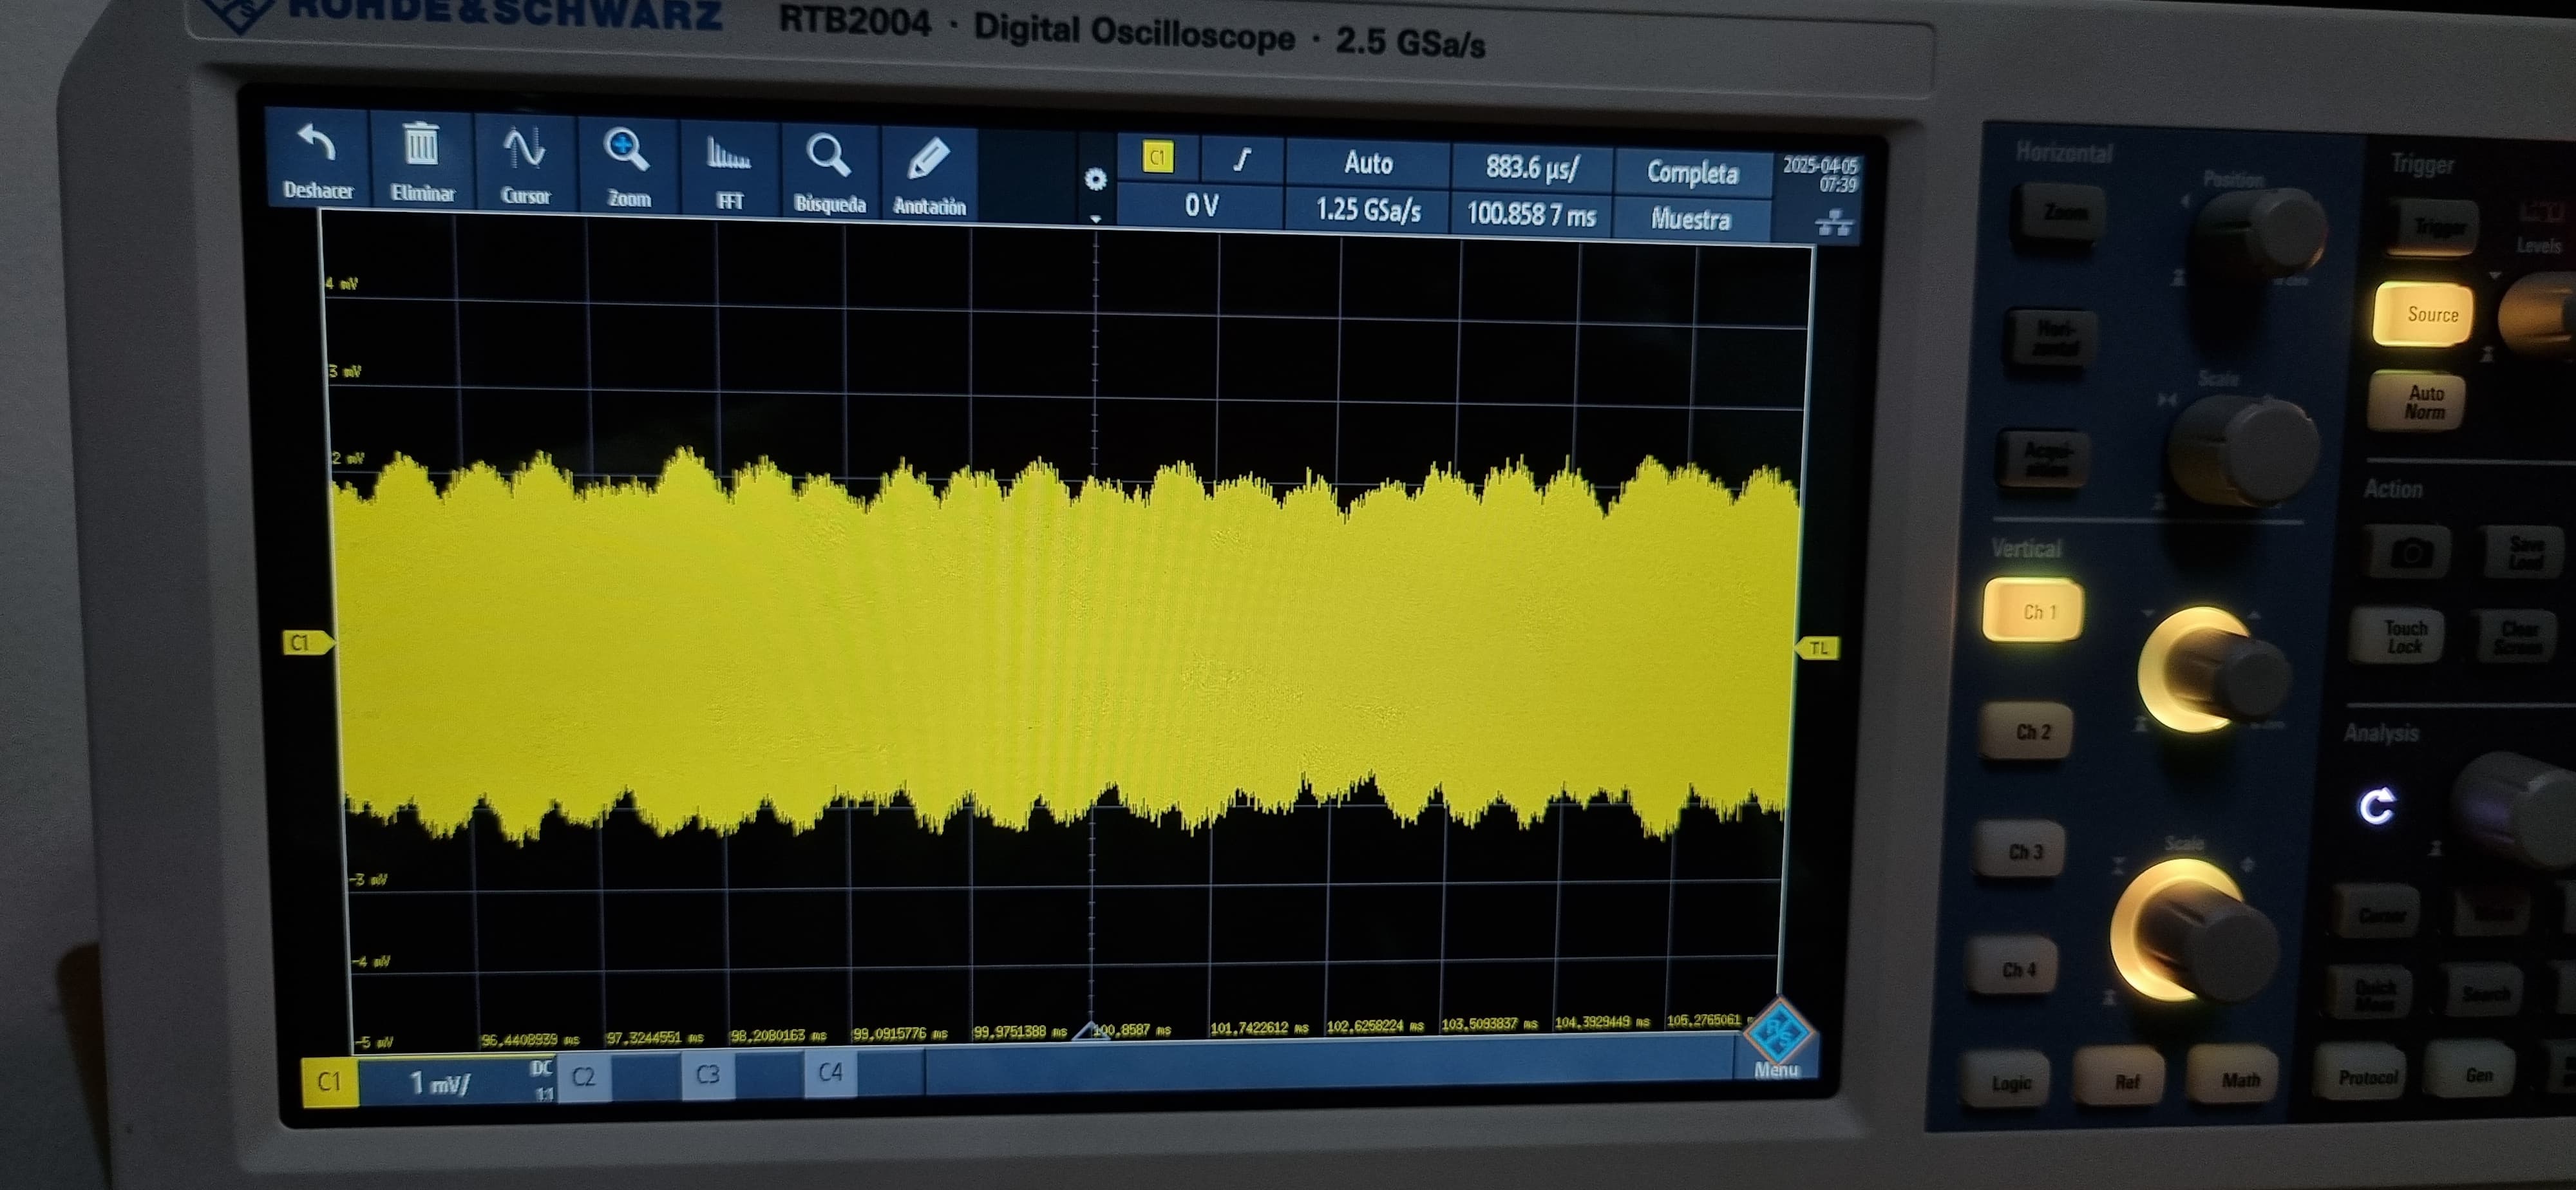 ROHDE&SCHWARZ RTB2004 · Digital Oscilloscope · 2.5 GSa/s
Deshacer Eliminar Cursor Zoom FFT Búsqueda Anotación
C1 Auto 883.6 µs/ Completa 2025-04-05
07:39
0 V 1.25 GSa/s 100.858 7 ms Muestra
4 mV
3 mV
2 mV
C1 TL
-3 mV
-4 mV
-5 mV
96,4408939 ms 97,3244551 ms 98,2080163 ms 99,0915776 ms 99,9751388 ms 100,8587 ms 101,7422612 ms 102,6258224 ms 103,5093837 ms 104,3929449 ms 105,2765061
C1 1 mV/ DC
1:1
C2 C3 C4
R/S
Menu
Horizontal
Position
Zoom
Hori-
zontal
Scale
Acqui-
sition
Vertical
Ch 1
Ch 2
Ch 3
Scale
Ch 4
Logic Ref Math
Trigger
Trigger
Levels
Source
Auto
Norm
Action
Save
Load
Touch
Lock
Clear
Screen
Analysis
Cursor
Quick
Meas
Search
Protocol Gen